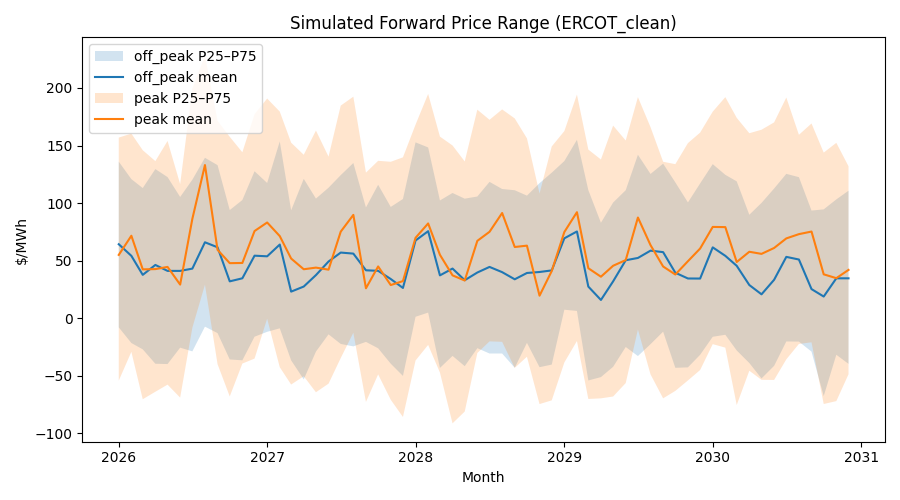 Simulated Forward Price Range (ERCOT_clean)
off_peak P25–P75
off_peak mean
peak P25–P75
peak mean
$/MWh
200
150
100
50
0
−50
−100
2026
2027
2028
2029
2030
2031
Month